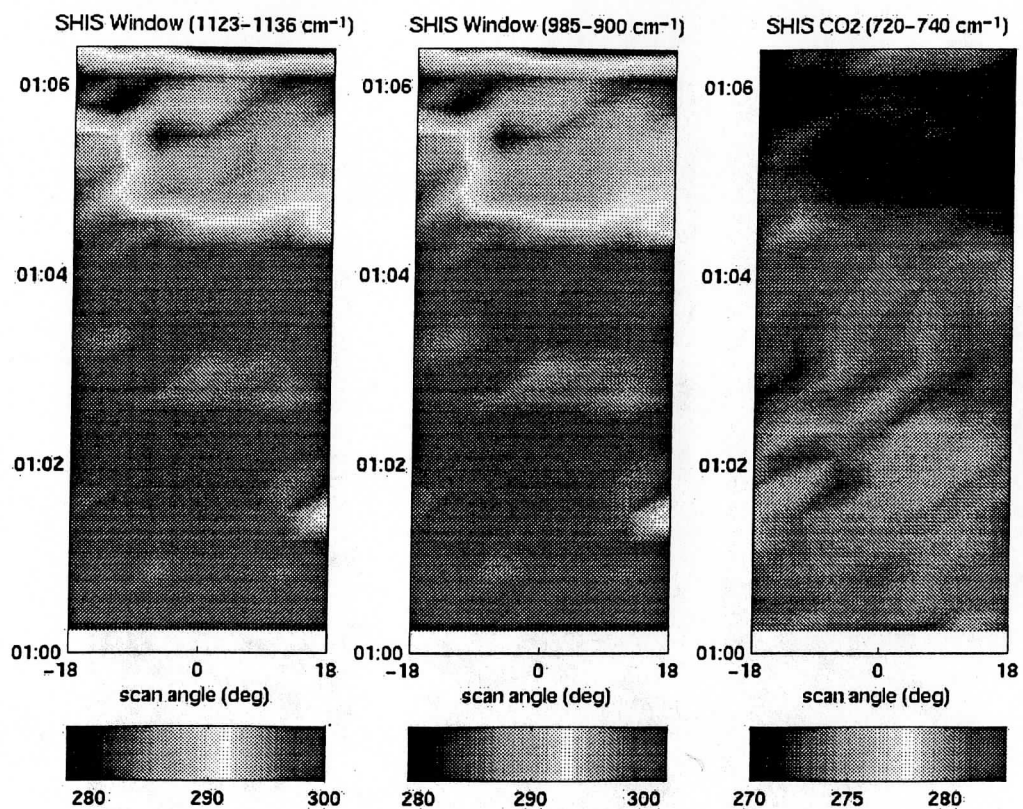 SHIS Window (1123-1136 cm⁻¹)
SHIS Window (985-900 cm⁻¹)
SHIS CO2 (720-740 cm⁻¹)
01:06
01:04
01:02
01:00
-18 0 18
scan angle (deg)
280 290 300
01:06
01:04
01:02
01:00
-18 0 18
scan angle (deg)
280 290 300
01:06
01:04
01:02
01:00
-18 0 18
scan angle (deg)
270 275 280